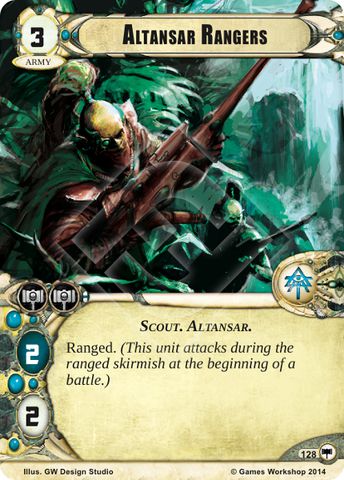 3
ARMY
ALTANSAR RANGERS
SCOUT. ALTANSAR.
Ranged. (This unit attacks during the
ranged skirmish at the beginning of a
battle.)
2
2
128
Illus. GW Design Studio
© Games Workshop 2014